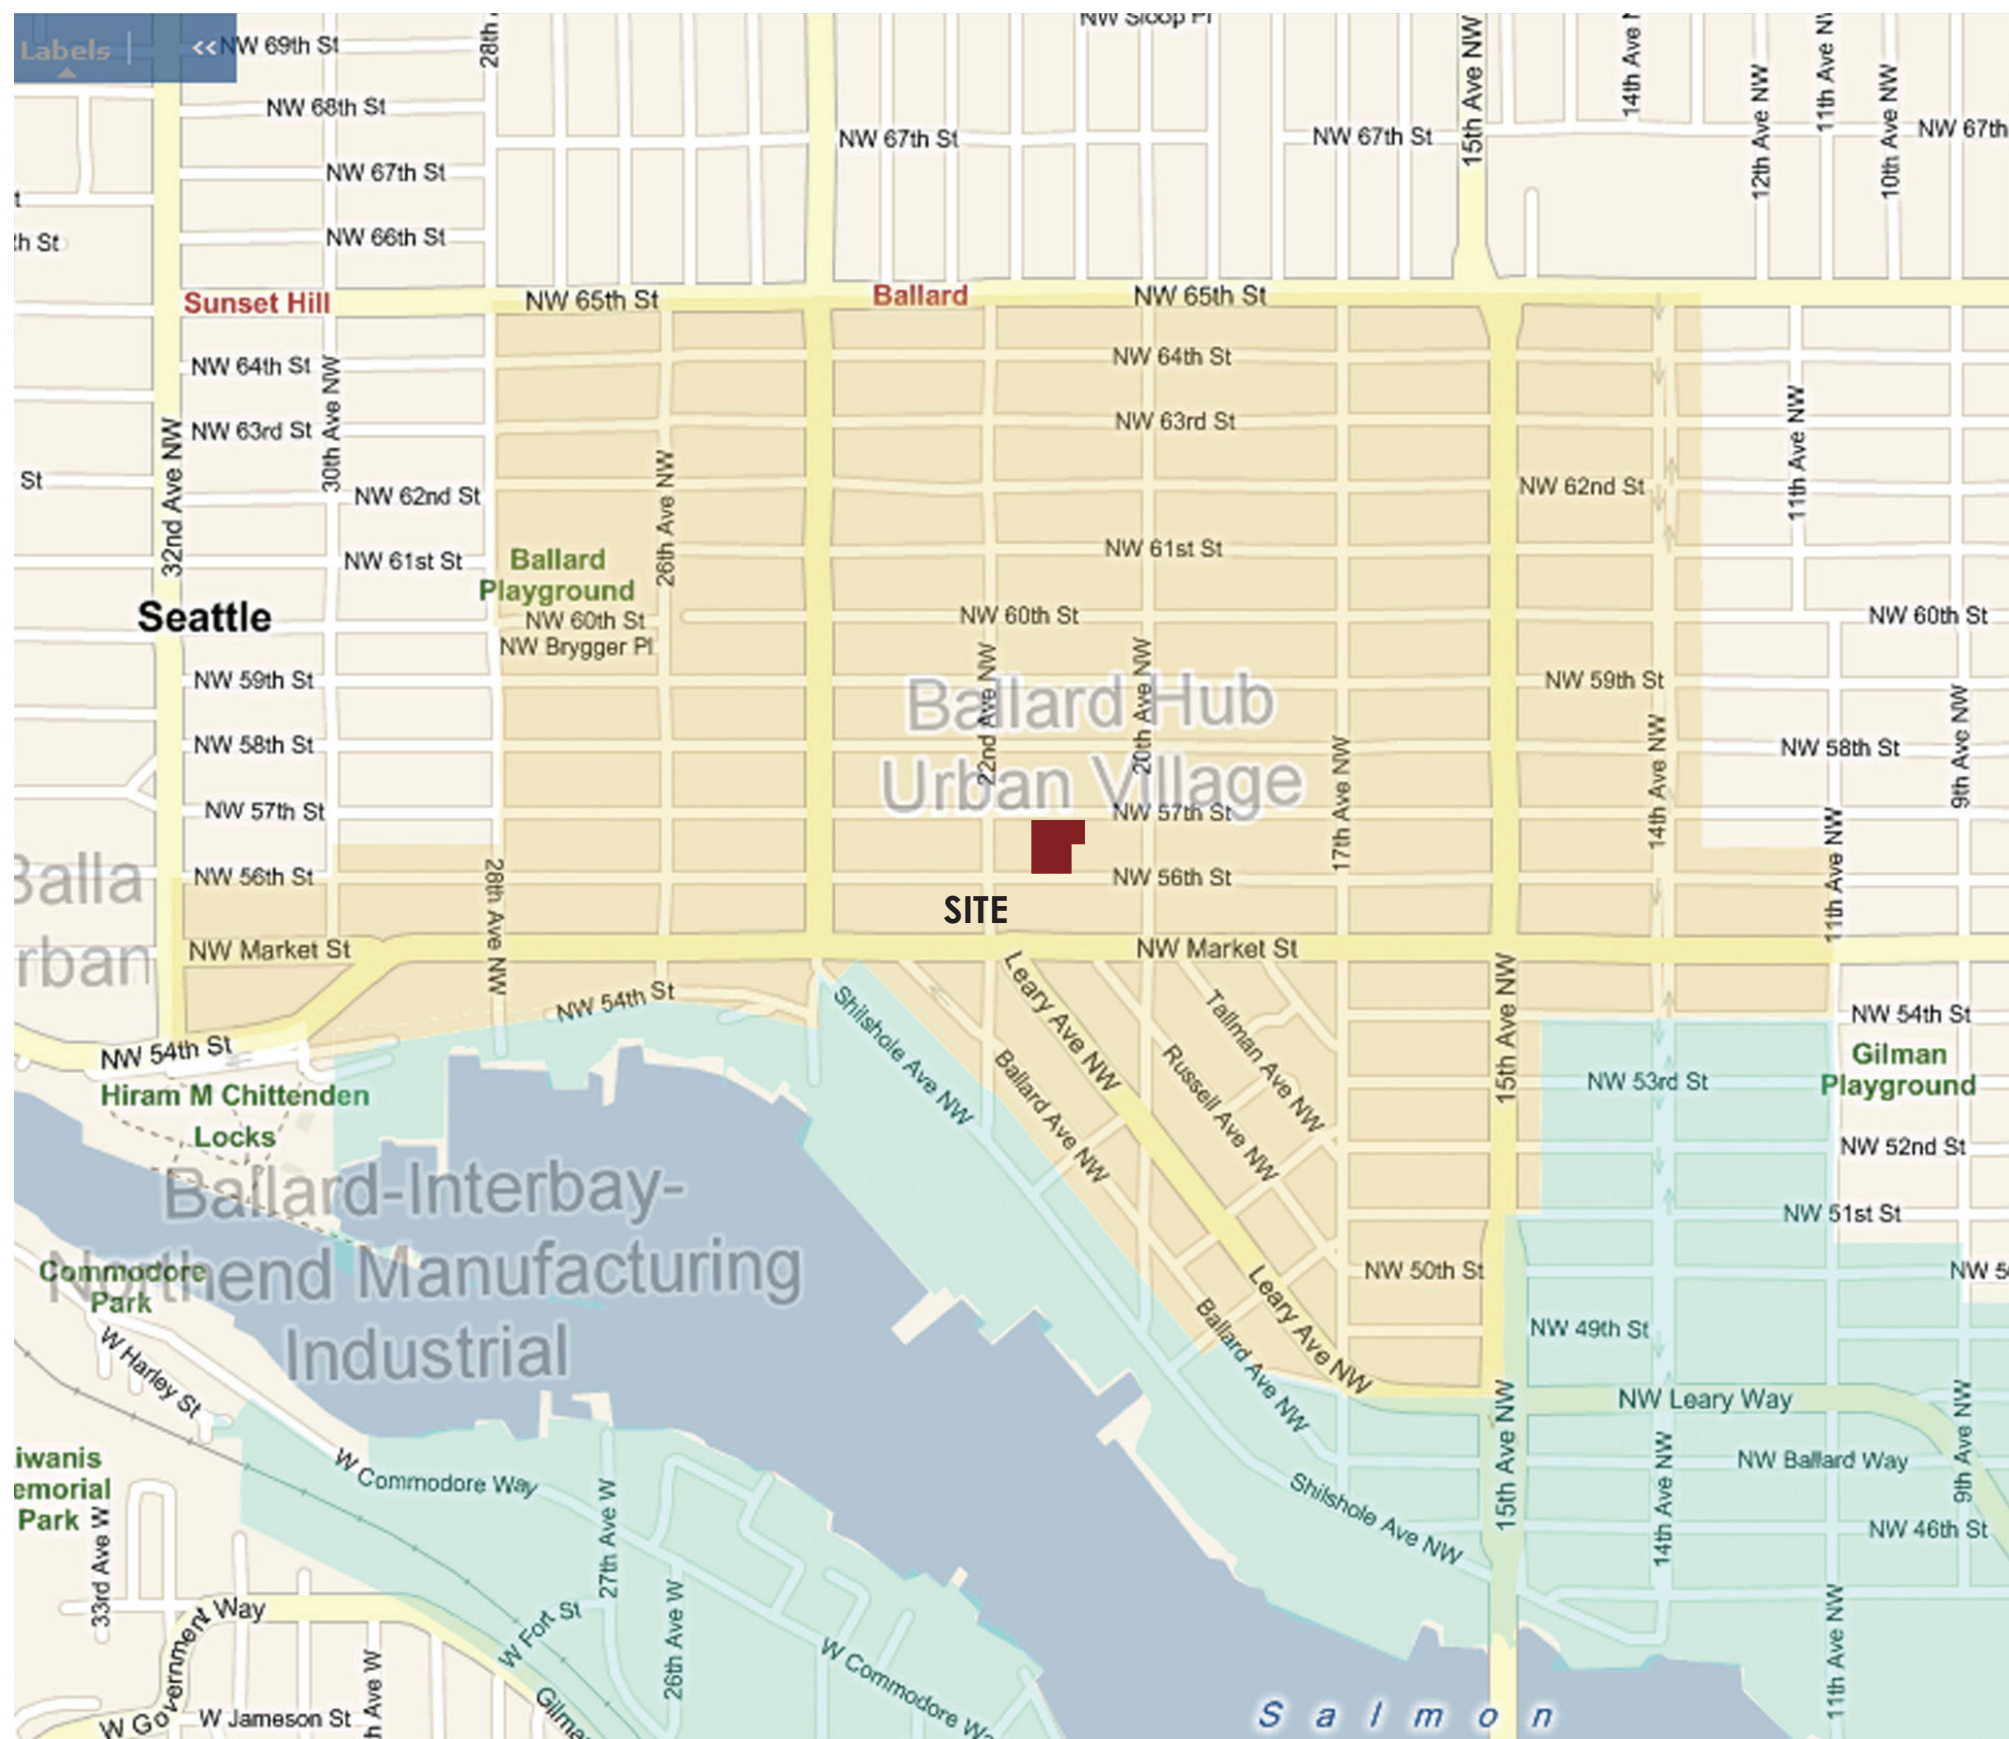 Labels
<<
NW 69th St
28th
NW Sloop Pl
15th Ave NW
14th Ave
11th Ave
12th Ave NW
10th Ave NW
NW 68th St
NW 67th St
NW 67th St
NW 67th
NW 67th St
th St
NW 66th St
Sunset Hill
NW 65th St
Ballard
NW 65th St
NW 64th St
NW 64th St
30th Ave NW
NW 63rd St
NW 63rd St
32nd Ave NW
11th Ave NW
St
26th Ave NW
NW 62nd St
NW 62nd St
NW 61st St
NW 61st St
Ballard
Playground
Seattle
NW 60th St
NW 60th St
NW 60th St
NW Brygger Pl
NW 59th St
NW 59th St
22nd Ave NW
20th Ave NW
Ballard Hub
Urban Village
NW 58th St
NW 58th St
17th Ave NW
14th Ave NW
9th Ave NW
NW 57th St
NW 57th St
11th Ave NW
Balla
rban
NW 56th St
NW 56th St
28th Ave NW
SITE
NW Market St
NW Market St
NW 54th St
NW 54th St
NW 54th St
Shilshole Ave NW
Leary Ave NW
Tallman Ave NW
Russell Ave NW
Ballard Ave NW
15th Ave NW
Gilman
Playground
NW 53rd St
Hiram M Chittenden
Locks
NW 52nd St
Ballard-Interbay-
Northend Manufacturing
Industrial
NW 51st St
Commodore
Park
NW 50th St
NW 5
Leary Ave NW
Ballard Ave NW
NW 49th St
W Harley St
NW Leary Way
15th Ave NW
14th Ave NW
9th Ave NW
iwanis
emorial
Park
W Commodore Way
NW Ballard Way
Shilshole Ave NW
NW 46th St
33rd Ave W
27th Ave W
26th Ave W
W Fort St
W Government Way
W Commodore Wa
11th Ave NW
W Jameson St
h Ave W
Gilma
Salmon